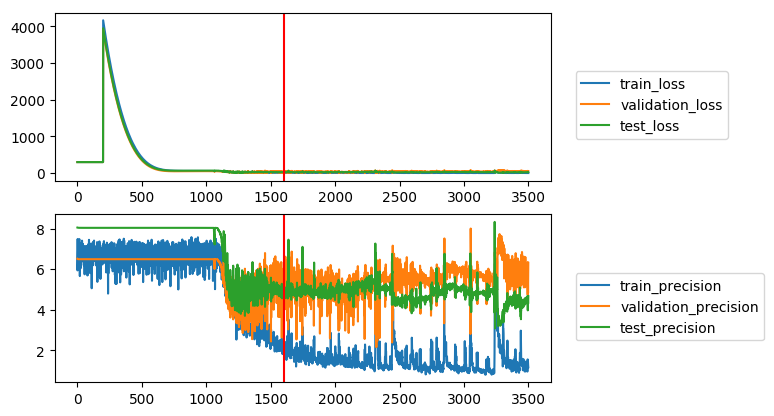 4000
3000
2000
1000
0
0 500 1000 1500 2000 2500 3000 3500
train_loss
validation_loss
test_loss
8
6
4
2
0 500 1000 1500 2000 2500 3000 3500
train_precision
validation_precision
test_precision